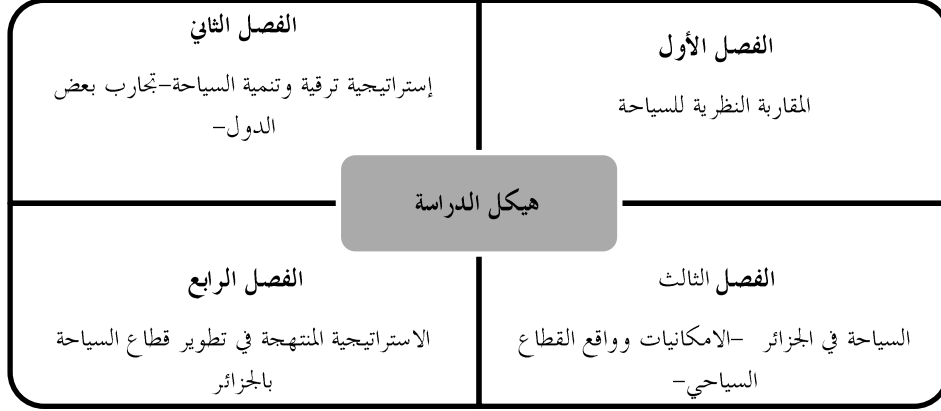 الفصل الأول
المقاربة النظرية للسياحة
الفصل الثاني
إستراتيجية ترقية وتنمية السياحة–تجارب بعض
الدول–
هيكل الدراسة
الفصل الثالث
السياحة في الجزائر –الامكانيات وواقع القطاع
السياحي–
الفصل الرابع
الاستراتيجية المنتهجة في تطوير قطاع السياحة
بالجزائر